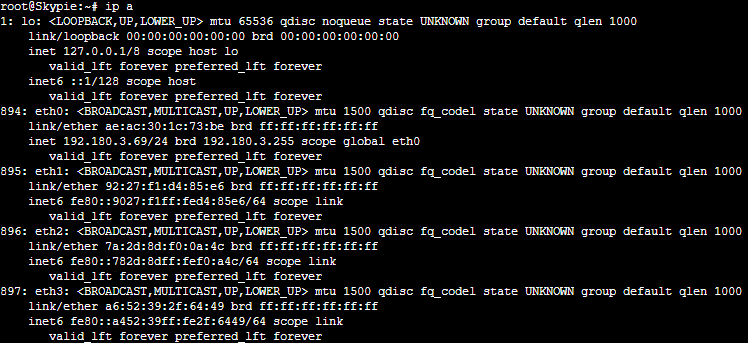 root@Skypie:~# ip a
1: lo: <LOOPBACK,UP,LOWER_UP> mtu 65536 qdisc noqueue state UNKNOWN group default qlen 1000
    link/loopback 00:00:00:00:00:00 brd 00:00:00:00:00:00
    inet 127.0.0.1/8 scope host lo
       valid_lft forever preferred_lft forever
    inet6 ::1/128 scope host
       valid_lft forever preferred_lft forever
894: eth0: <BROADCAST,MULTICAST,UP,LOWER_UP> mtu 1500 qdisc fq_codel state UNKNOWN group default qlen 1000
    link/ether ae:ac:30:1c:73:be brd ff:ff:ff:ff:ff:ff
    inet 192.180.3.69/24 brd 192.180.3.255 scope global eth0
       valid_lft forever preferred_lft forever
895: eth1: <BROADCAST,MULTICAST,UP,LOWER_UP> mtu 1500 qdisc fq_codel state UNKNOWN group default qlen 1000
    link/ether 92:27:f1:d4:85:e6 brd ff:ff:ff:ff:ff:ff
    inet6 fe80::9027:f1ff:fed4:85e6/64 scope link
       valid_lft forever preferred_lft forever
896: eth2: <BROADCAST,MULTICAST,UP,LOWER_UP> mtu 1500 qdisc fq_codel state UNKNOWN group default qlen 1000
    link/ether 7a:2d:8d:f0:0a:4c brd ff:ff:ff:ff:ff:ff
    inet6 fe80::782d:8dff:fef0:a4c/64 scope link
       valid_lft forever preferred_lft forever
897: eth3: <BROADCAST,MULTICAST,UP,LOWER_UP> mtu 1500 qdisc fq_codel state UNKNOWN group default qlen 1000
    link/ether a6:52:39:2f:64:49 brd ff:ff:ff:ff:ff:ff
    inet6 fe80::a452:39ff:fe2f:6449/64 scope link
       valid_lft forever preferred_lft forever